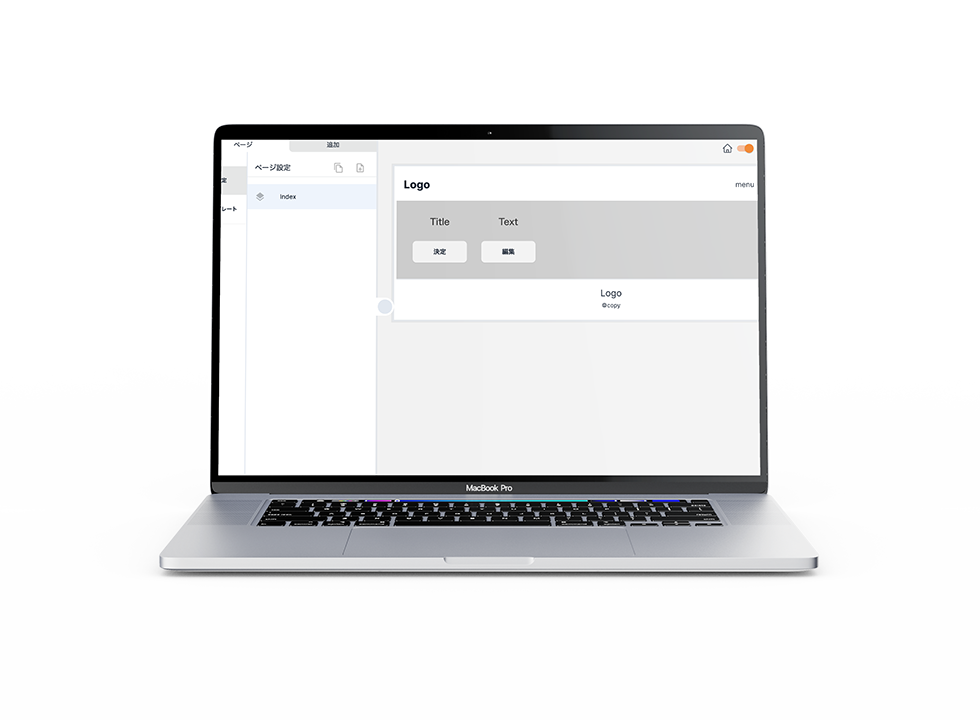 ページ
追加
ページ設定
定
レート
Index
Logo
menu
Title
Text
決定
編集
Logo
©copy
MacBook Pro